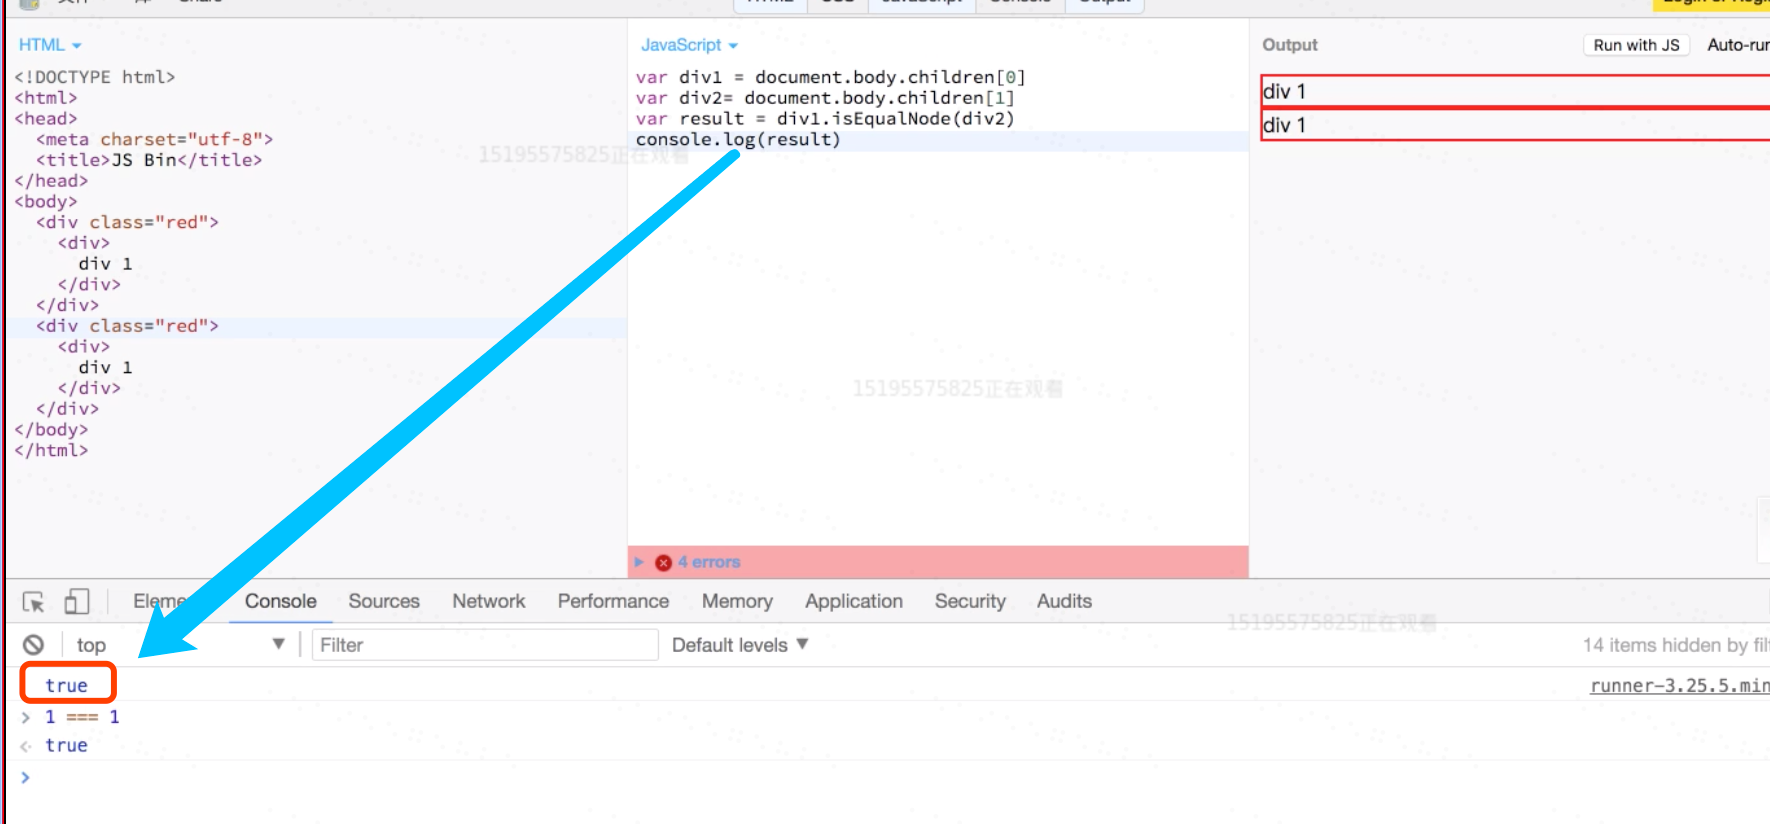 HTML
<!DOCTYPE html>
<html>
<head>
<meta charset="utf-8">
<title>JS Bin</title>
</head>
<body>
<div class="red">
<div>
div 1
</div>
</div>
<div class="red">
<div>
div 1
</div>
</div>
</body>
</html>
JavaScript
var div1 = document.body.children[0]
var div2= document.body.children[1]
var result = div1.isEqualNode(div2)
console.log(result)
15195575825正在观看
15195575825正在观看
4 errors
Output Run with JS Auto-run
div 1
div 1
Console Sources Network Performance Memory Application Security Audits
15195575825正在观看
top Filter Default levels 14 items hidden by
true runner-3.25.5.min
> 1 === 1
true
>